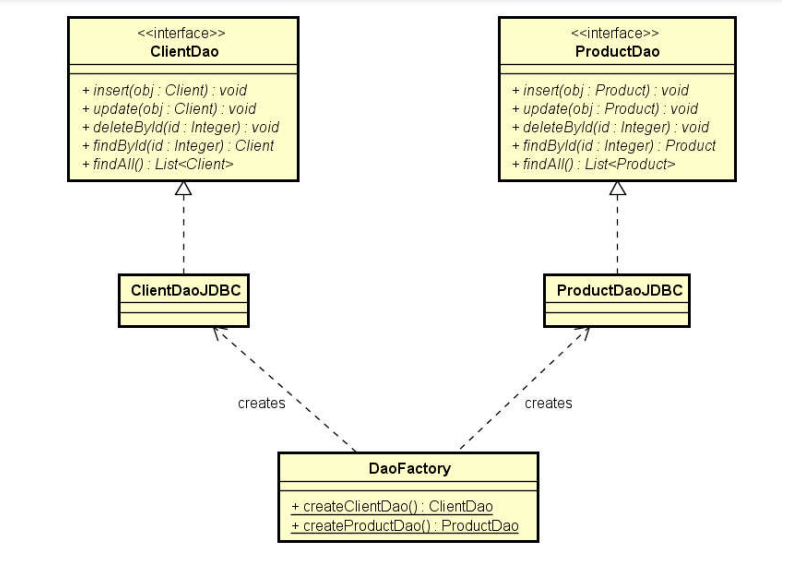 <<interface>>
ClientDao
+ insert(obj : Client) : void
+ update(obj : Client) : void
+ deleteById(id : Integer) : void
+ findById(id : Integer) : Client
+ findAll() : List<Client>
<<interface>>
ProductDao
+ insert(obj : Product) : void
+ update(obj : Product) : void
+ deleteById(id : Integer) : void
+ findById(id : Integer) : Product
+ findAll() : List<Product>
ClientDaoJDBC
ProductDaoJDBC
creates
creates
DaoFactory
+ createClientDao() : ClientDao
+ createProductDao() : ProductDao